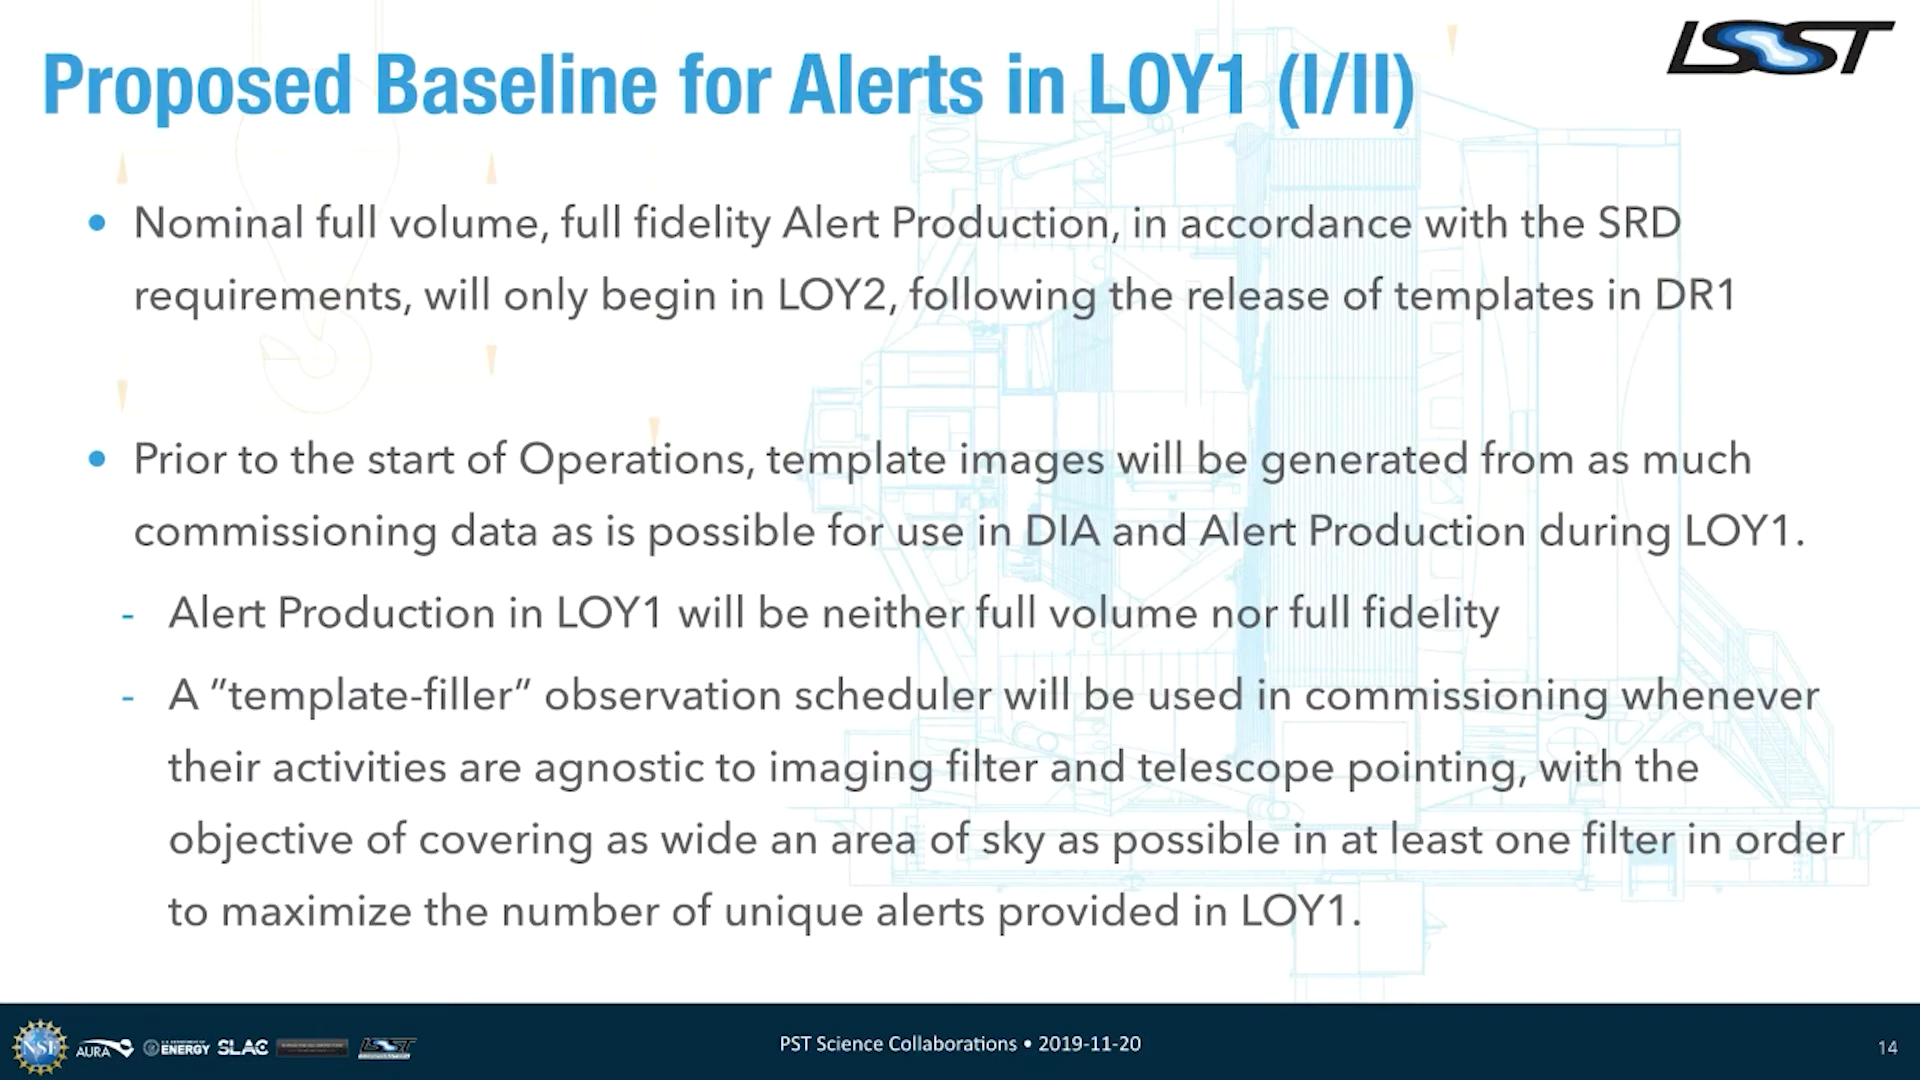 Proposed Baseline for Alerts in LOY1 (I/II)
LSST
• Nominal full volume, full fidelity Alert Production, in accordance with the SRD
requirements, will only begin in LOY2, following the release of templates in DR1
• Prior to the start of Operations, template images will be generated from as much
commissioning data as is possible for use in DIA and Alert Production during LOY1.
- Alert Production in LOY1 will be neither full volume nor full fidelity
- A "template-filler" observation scheduler will be used in commissioning whenever
their activities are agnostic to imaging filter and telescope pointing, with the
objective of covering as wide an area of sky as possible in at least one filter in order
to maximize the number of unique alerts provided in LOY1.
NSF AURA ENERGY SLAC LSST
PST Science Collaborations • 2019-11-20
14